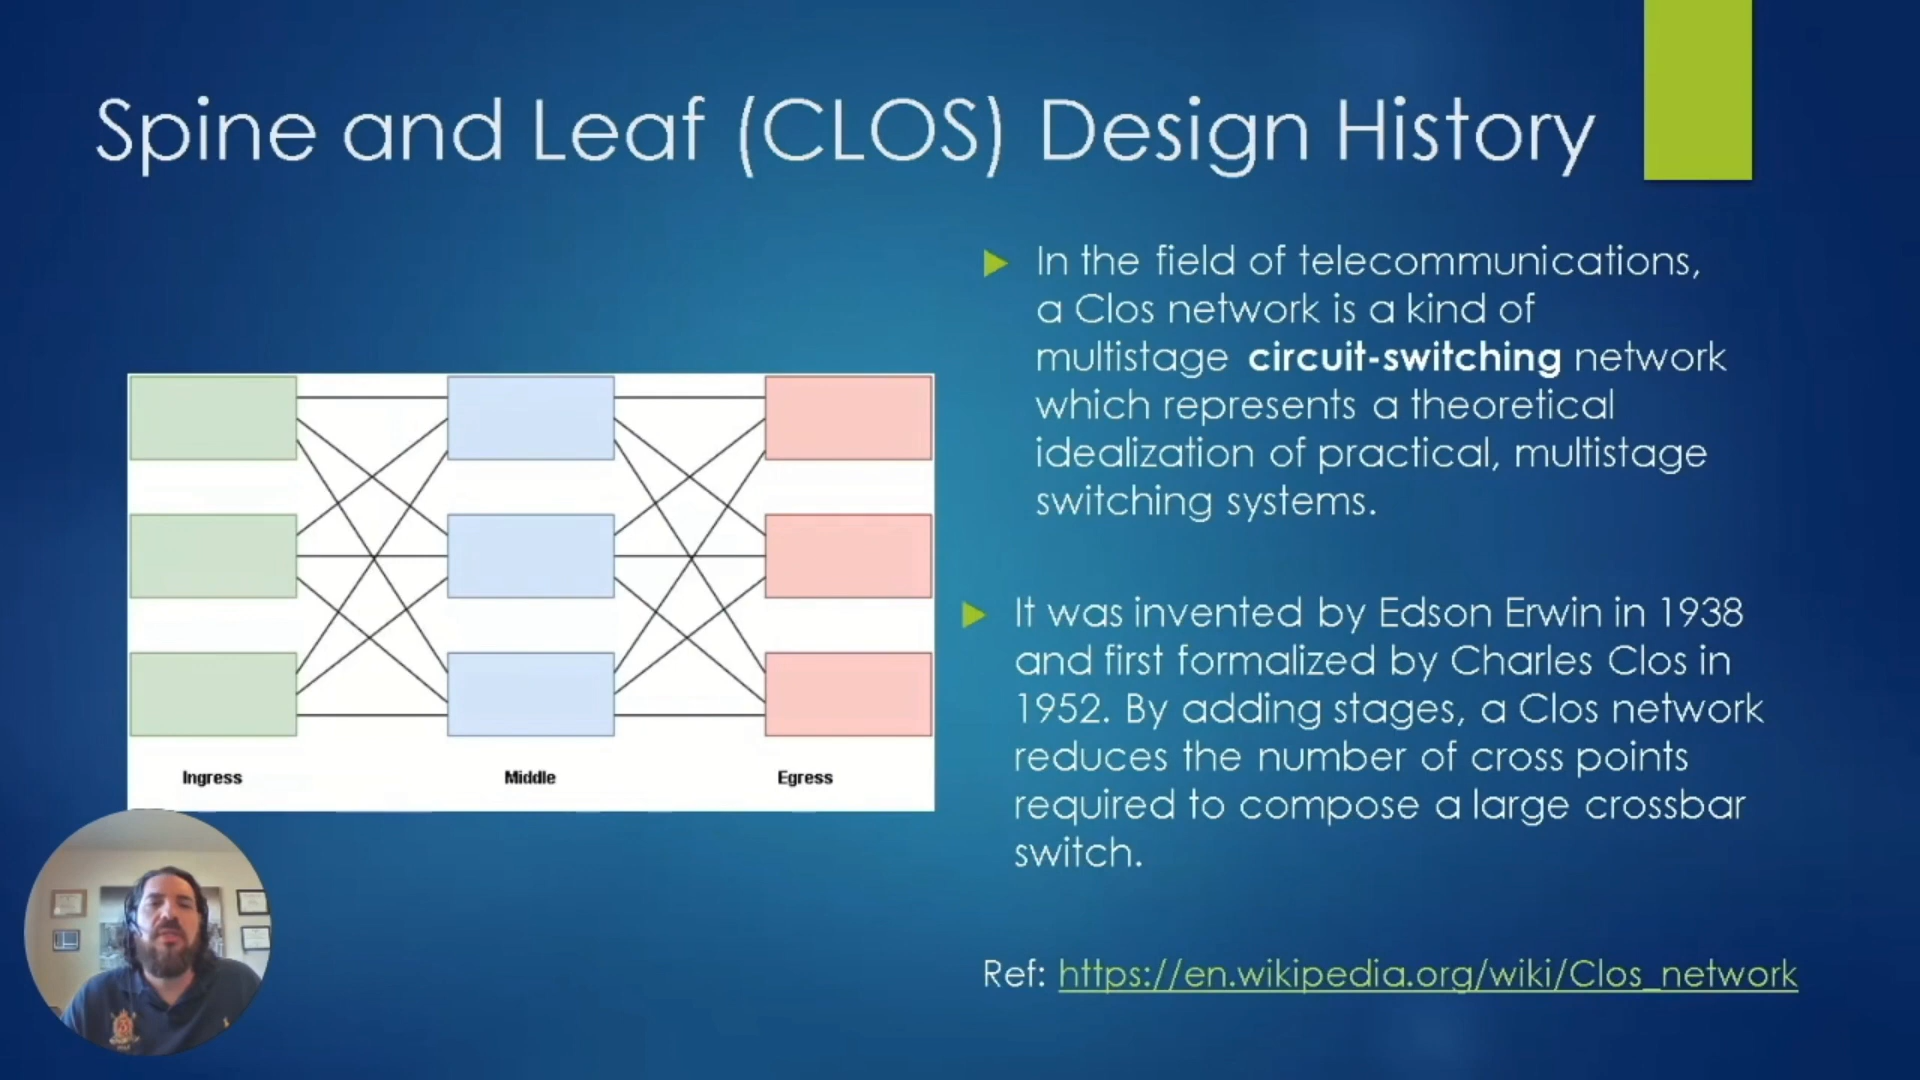 Spine and Leaf (CLOS) Design History
In the field of telecommunications,
a Clos network is a kind of
multistage circuit-switching network
which represents a theoretical
idealization of practical, multistage
switching systems.
It was invented by Edson Erwin in 1938
and first formalized by Charles Clos in
1952. By adding stages, a Clos network
reduces the number of cross points
required to compose a large crossbar
switch.
Ingress Middle Egress
Ref: https://en.wikipedia.org/wiki/Clos_network